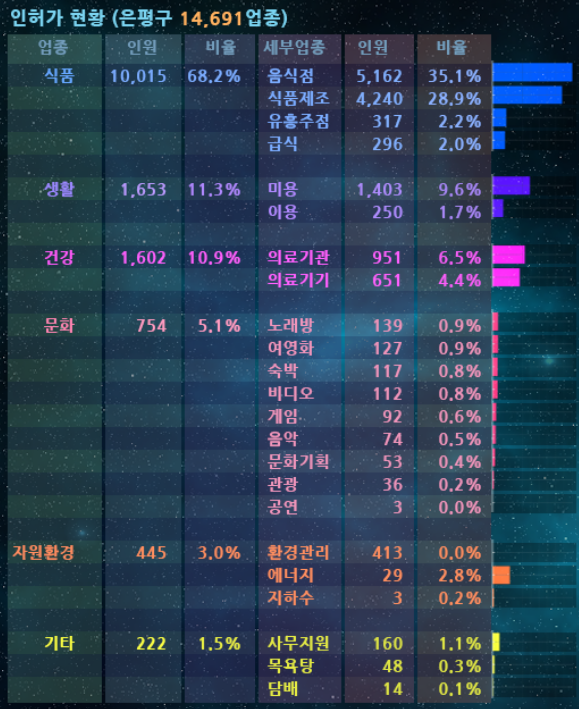 인허가 현황 (은평구 14,691업종)
업종 인원 비율 세부업종 인원 비율
식품 10,015 68.2% 음식점 5,162 35.1%
식품제조 4,240 28.9%
유흥주점 317 2.2%
급식 296 2.0%
생활 1,653 11.3% 미용 1,403 9.6%
이용 250 1.7%
건강 1,602 10.9% 의료기관 951 6.5%
의료기기 651 4.4%
문화 754 5.1% 노래방 139 0.9%
여영화 127 0.9%
숙박 117 0.8%
비디오 112 0.8%
게임 92 0.6%
음악 74 0.5%
문화기획 53 0.4%
관광 36 0.2%
공연 3 0.0%
자원환경 445 3.0% 환경관리 413 0.0%
에너지 29 2.8%
지하수 3 0.2%
기타 222 1.5% 사무지원 160 1.1%
목욕탕 48 0.3%
담배 14 0.1%